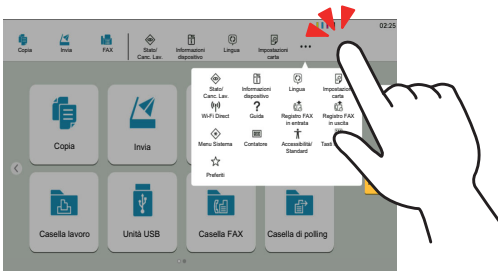 02:25
Copia
Invia
FAX
Stato/
Canc. Lav.
Informazioni
dispositivo
Lingua
Impostazioni
carta
Stato/
Canc. Lav.
Informazioni
dispositivo
Lingua
Impostazioni
carta
Wi-Fi Direct
Guida
Registro FAX
in entrata
Registro FAX
in uscita
Menu Sistema
Contatore
Accessibilità/
Standard
Tasti
Preferiti
Copia
Invia
Casella lavoro
Unità USB
Casella FAX
Casella di polling